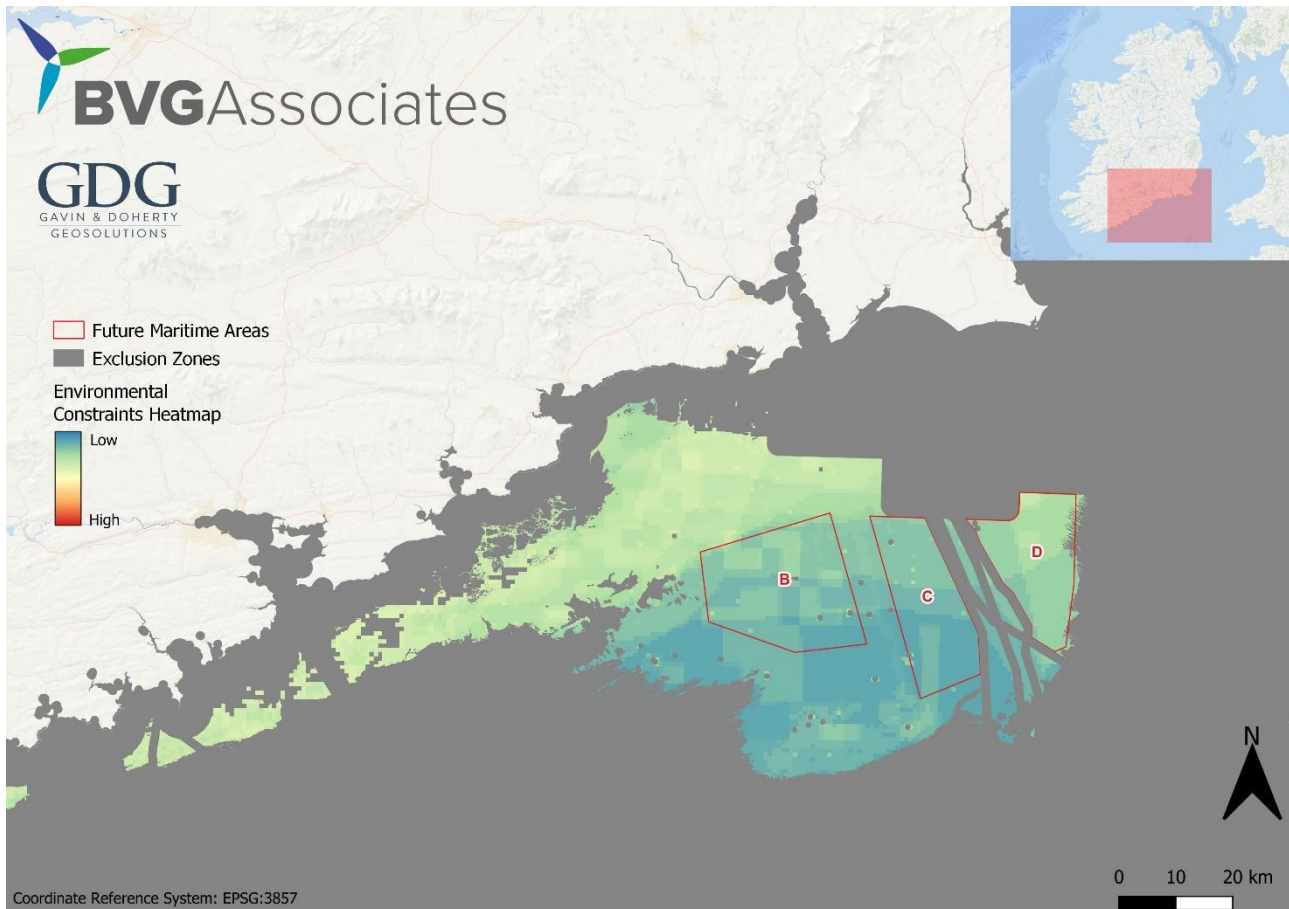 BVGAssociates
GDG
GAVIN & DOHERTY
GEOSOLUTIONS
Future Maritime Areas
Exclusion Zones
Environmental
Constraints Heatmap
Low
High
B
C
D
N
0 10 20 km
Coordinate Reference System: EPSG:3857